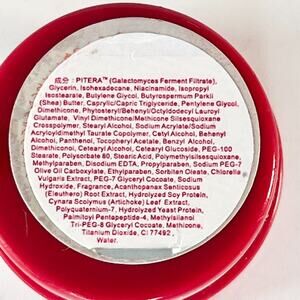 成分 : PITERA™ (Galactomyces Ferment Filtrate),
Glycerin, Isohexadecane, Niacinamide, Isopropyl
Isostearate, Butylene Glycol, Butyrospermum Parkii
(Shea) Butter, Caprylic/Capric Triglyceride, Pentylene Glycol,
Dimethicone, Phytosteryl/Behenyl/Octyldodecyl Lauroyl
Glutamate, Vinyl Dimethicone/Methicone Silsesquioxane
Crosspolymer, Stearyl Alcohol, Sodium Acrylate/Sodium
Acryloyldimethyl Taurate Copolymer, Cetyl Alcohol, Behenyl
Alcohol, Panthenol, Tocopheryl Acetate, Benzyl Alcohol,
Dimethiconol, Cetearyl Alcohol, Cetearyl Glucoside, PEG-100
Stearate, Polysorbate 80, Stearic Acid, Polymethylsilsesquioxane,
Methylparaben, Disodium EDTA, Propylparaben, Sodium PEG-7
Olive Oil Carboxylate, Ethylparaben, Sorbitan Oleate, Chlorella
Vulgaris Extract, PEG-7 Glyceryl Cocoate, Sodium
Hydroxide, Fragrance, Acanthopanax Senticosus
(Eleuthero) Root Extract, Hydrolyzed Soy Protein,
Cynara Scolymus (Artichoke) Leaf Extract,
Polyquaternium-7, Hydrolyzed Yeast Protein,
Palmitoyl Pentapeptide-4, Methylsilanol
Tri-PEG-8 Glyceryl Cocoate, Methicone,
Titanium Dioxide, CI 77492,
Water.